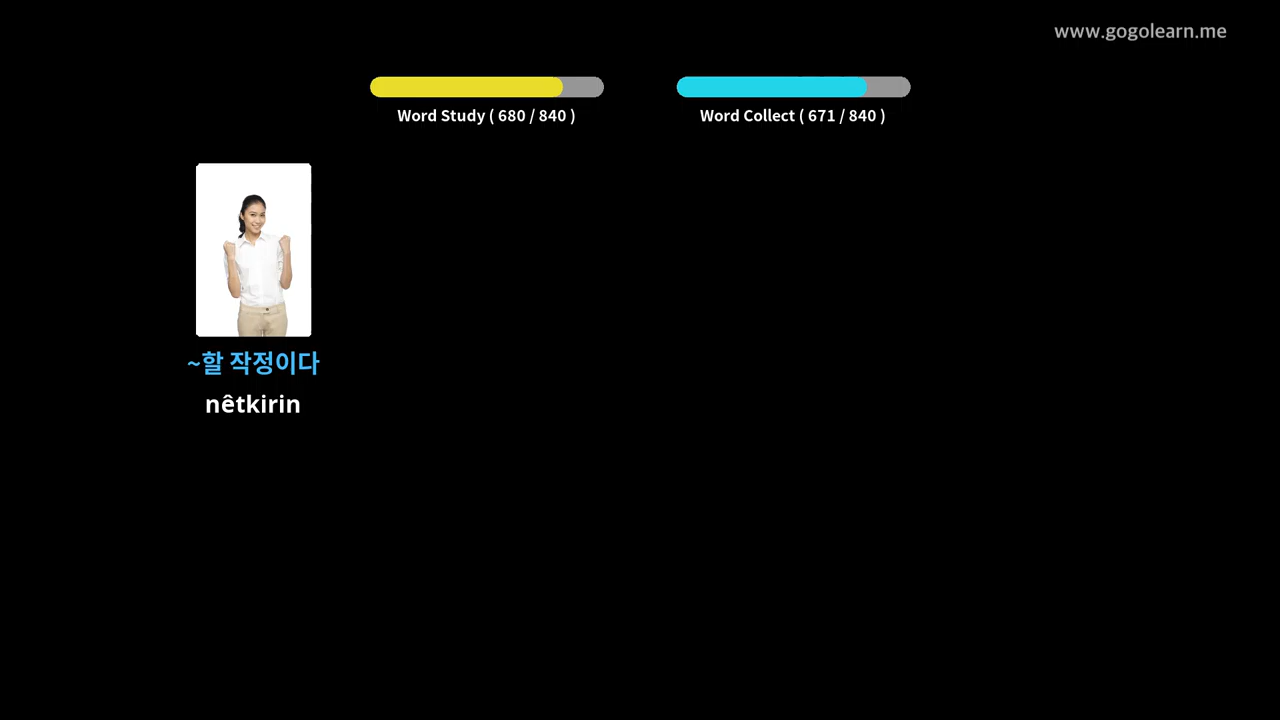 www.gogolearn.me
Word Study ( 680 / 840 )
Word Collect ( 671 / 840 )
~할 작정이다
nêtkirin